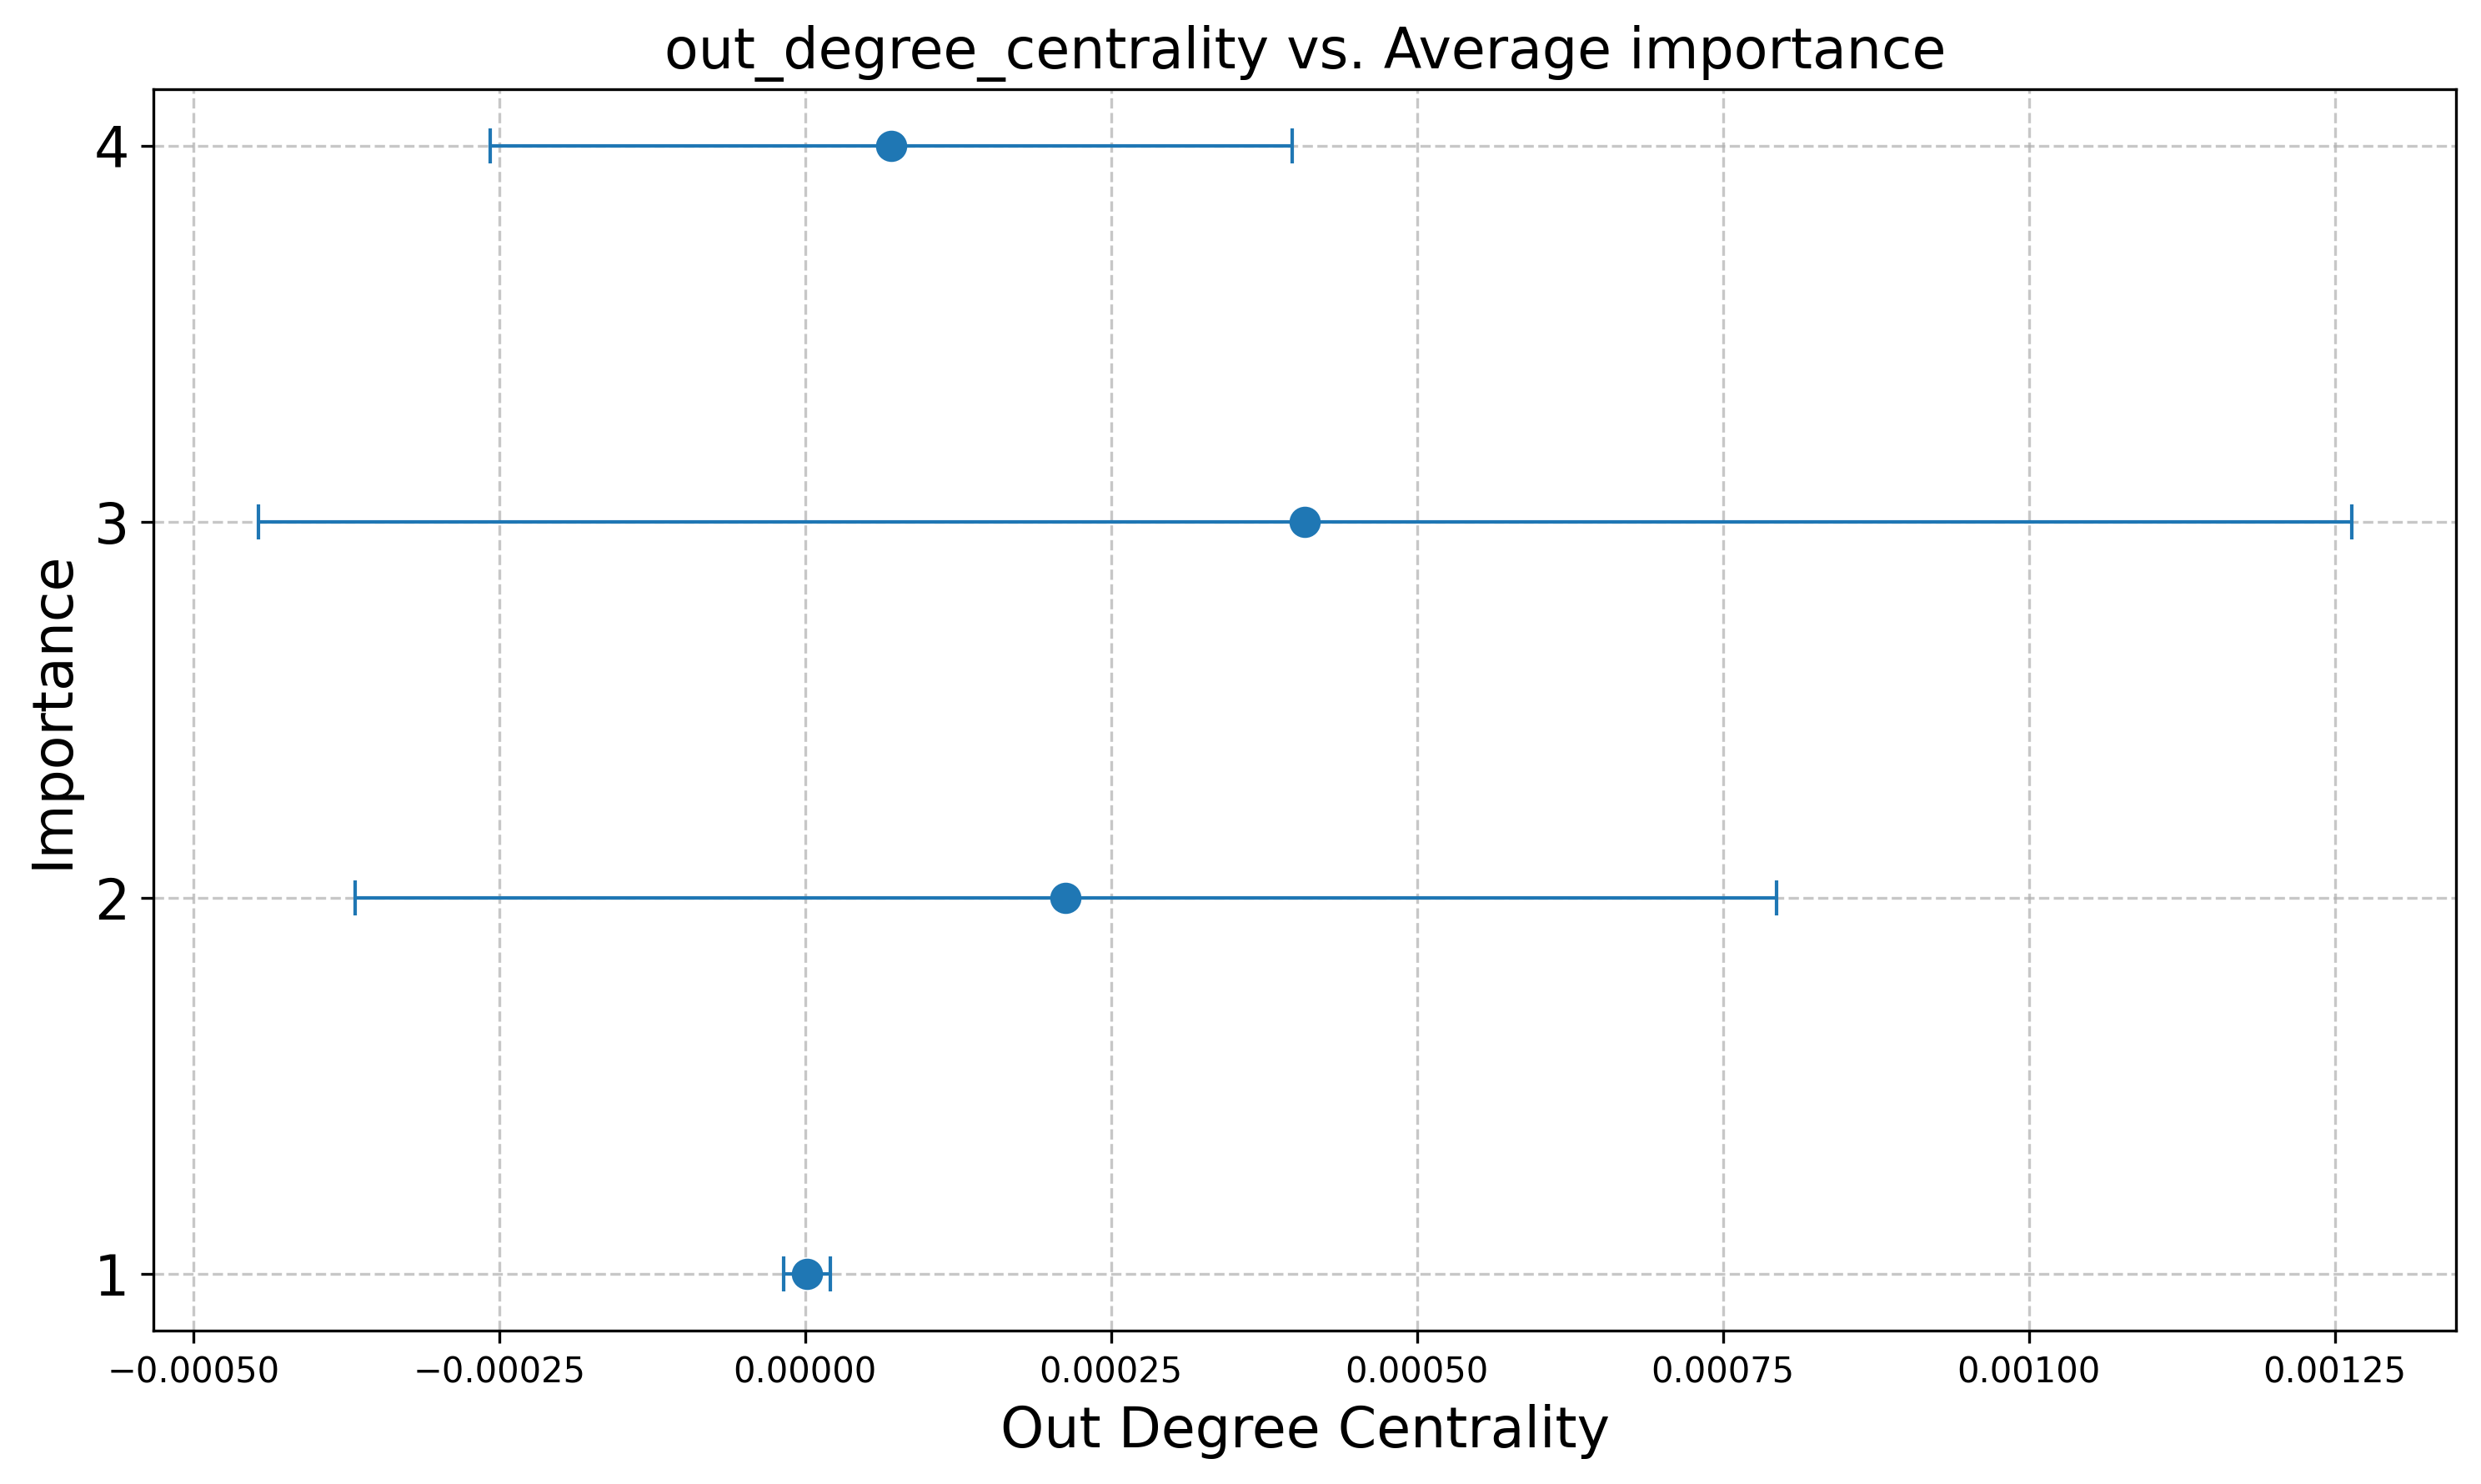 out_degree_centrality vs. Average importance
4
3
2
1
Importance
−0.00050 −0.00025 0.00000 0.00025 0.00050 0.00075 0.00100 0.00125
Out Degree Centrality